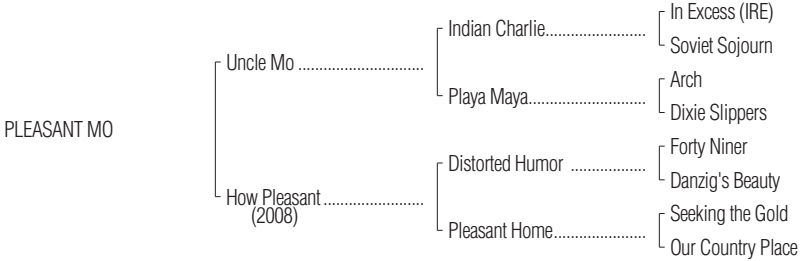 In Excess (IRE)
Indian Charlie.......................
Soviet Sojourn
Uncle Mo ..............................
Arch
Playa Maya............................
Dixie Slippers
PLEASANT MO
Forty Niner
Distorted Humor ..................
Danzig's Beauty
How Pleasant........................
(2008)
Seeking the Gold
Pleasant Home......................
Our Country Place